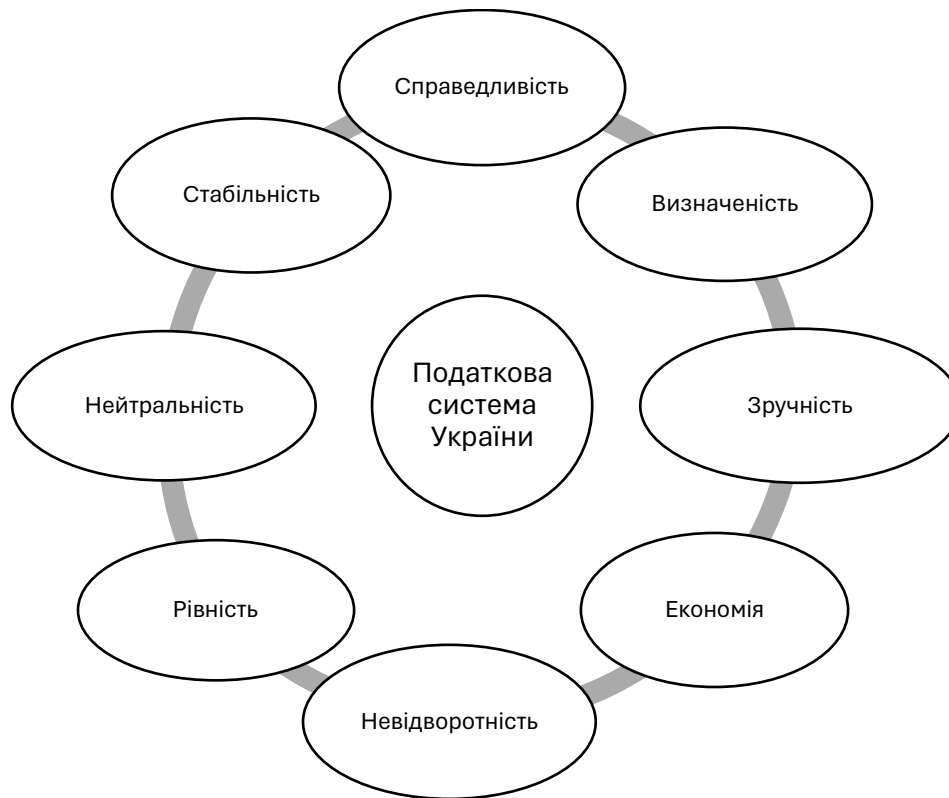 Справедливість
Стабільність
Визначеність
Податкова
система
України
Нейтральність
Зручність
Рівність
Економія
Невідворотність